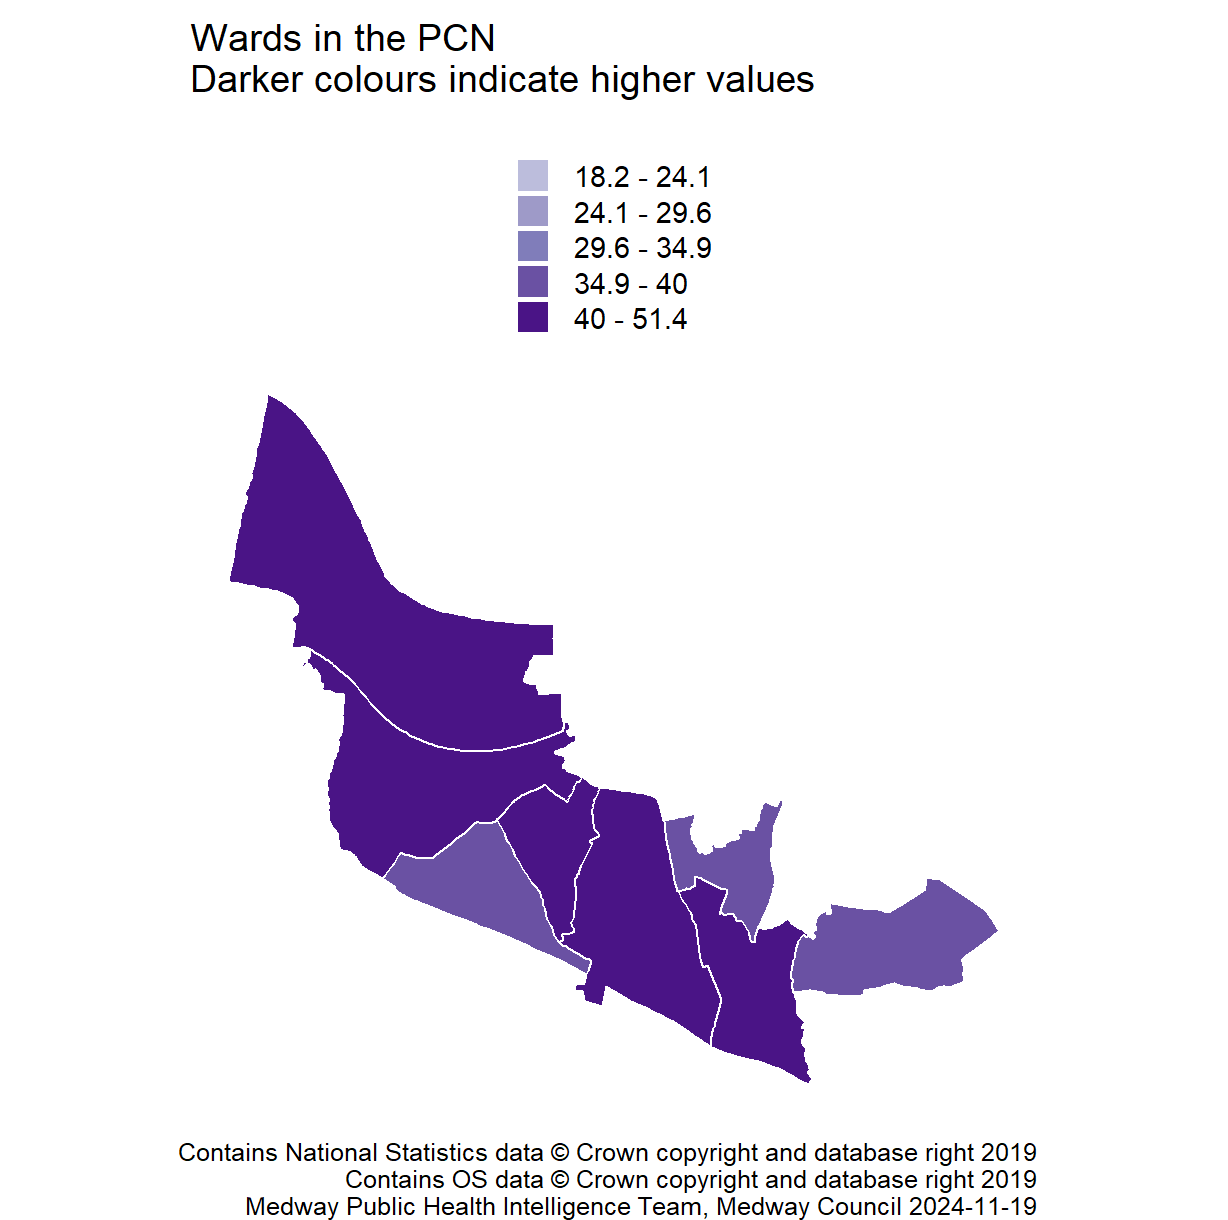 Wards in the PCN
Darker colours indicate higher values
18.2 - 24.1
24.1 - 29.6
29.6 - 34.9
34.9 - 40
40 - 51.4
Contains National Statistics data © Crown copyright and database right 2019
Contains OS data © Crown copyright and database right 2019
Medway Public Health Intelligence Team, Medway Council 2024-11-19